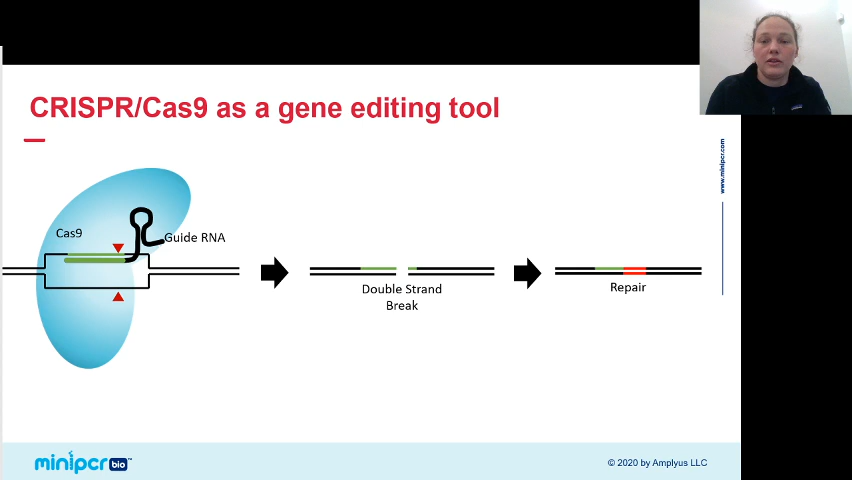 CRISPR/Cas9 as a gene editing tool
www.minipcr.com
Cas9
Guide RNA
Double Strand
Break
Repair
minipcr bio™
© 2020 by Amplyus LLC